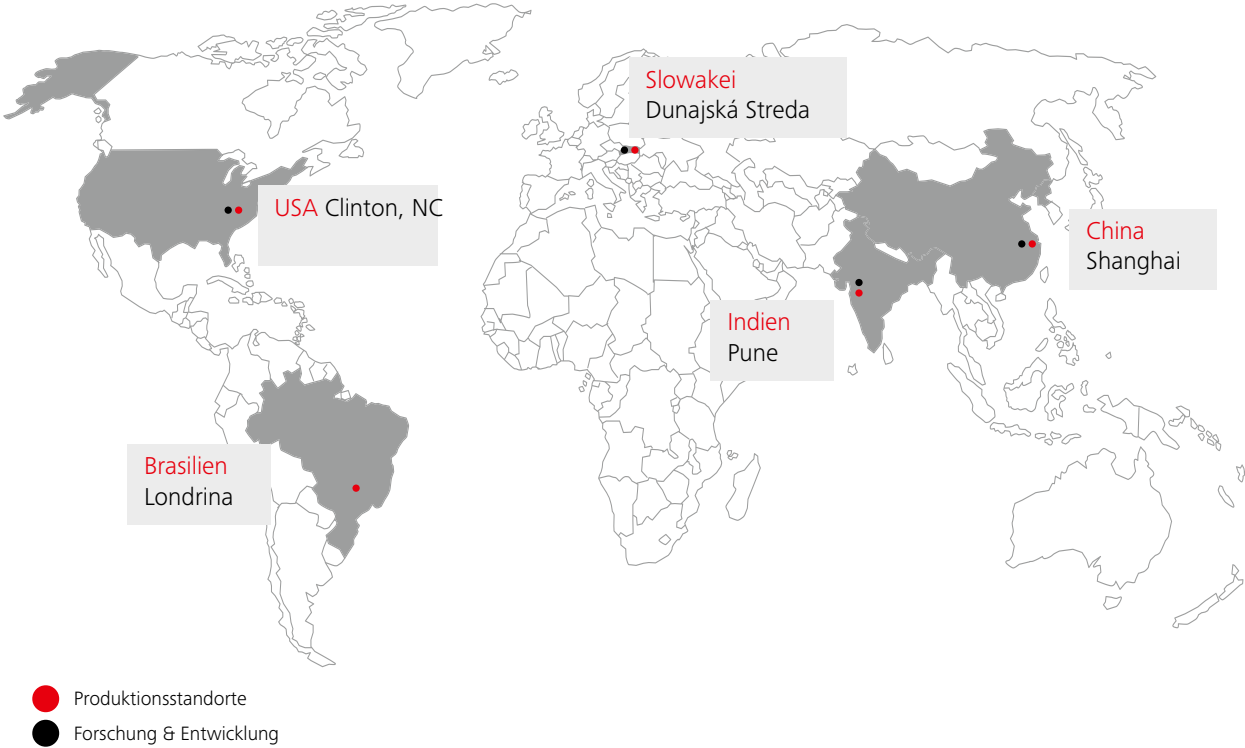 Slowakei
Dunajská Streda
USA Clinton, NC
China
Shanghai
Indien
Pune
Brasilien
Londrina
Produktionsstandorte
Forschung & Entwicklung